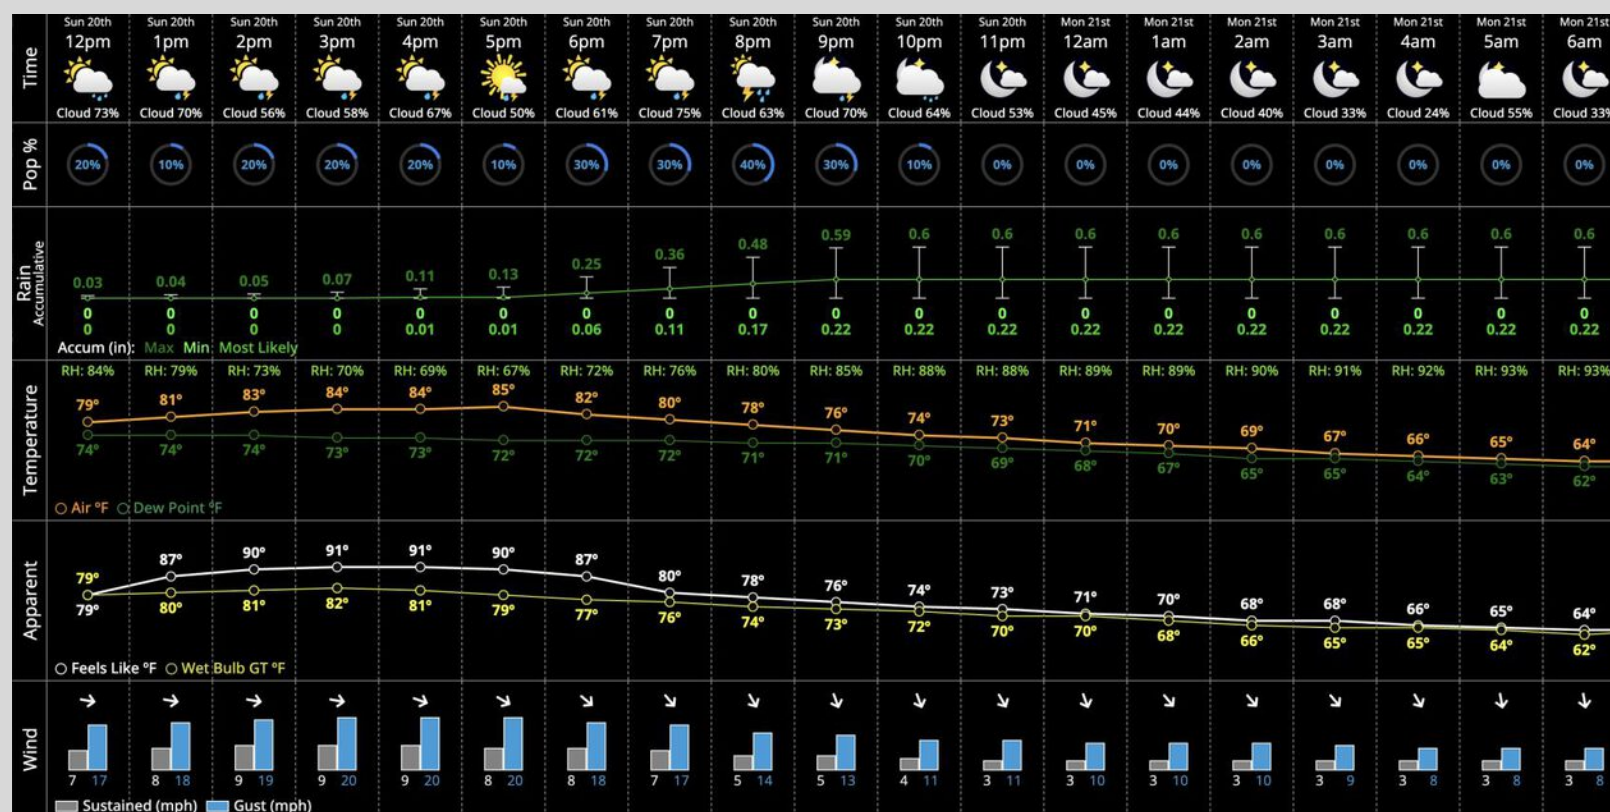 Sun 20th Sun 20th Sun 20th Sun 20th Sun 20th Sun 20th Sun 20th Sun 20th Sun 20th Sun 20th Sun 20th Sun 20th Mon 21st Mon 21st Mon 21st Mon 21st Mon 21st Mon 21st Mon 21st
12pm 1pm 2pm 3pm 4pm 5pm 6pm 7pm 8pm 9pm 10pm 11pm 12am 1am 2am 3am 4am 5am 6am
Time
Cloud 73% Cloud 70% Cloud 56% Cloud 58% Cloud 67% Cloud 50% Cloud 61% Cloud 75% Cloud 63% Cloud 70% Cloud 64% Cloud 53% Cloud 45% Cloud 44% Cloud 40% Cloud 33% Cloud 24% Cloud 55% Cloud 33%
Pop %
20% 10% 20% 20% 20% 10% 30% 30% 40% 30% 10% 0% 0% 0% 0% 0% 0% 0% 0%
Rain
Accumulative
0.03 0.04 0.05 0.07 0.11 0.13 0.25 0.36 0.48 0.59 0.6 0.6 0.6 0.6 0.6 0.6 0.6 0.6 0.6
0 0 0 0 0 0 0 0 0 0 0 0 0 0 0 0 0 0 0
0 0 0 0 0.01 0.01 0.06 0.11 0.17 0.22 0.22 0.22 0.22 0.22 0.22 0.22 0.22 0.22 0.22
Accum (in): Max Min Most Likely
Temperature
RH: 84% RH: 79% RH: 73% RH: 70% RH: 69% RH: 67% RH: 72% RH: 76% RH: 80% RH: 85% RH: 88% RH: 88% RH: 89% RH: 89% RH: 90% RH: 91% RH: 92% RH: 93% RH: 93%
79° 81° 83° 84° 84° 85° 82° 80° 78° 76° 74° 73° 71° 70° 69° 67° 66° 65° 64°
74° 74° 74° 73° 73° 72° 72° 72° 71° 71° 70° 69° 68° 67° 65° 65° 64° 63° 62°
Air °F Dew Point °F
Apparent
79° 87° 90° 91° 91° 90° 87° 80° 78° 76° 74° 73° 71° 70° 68° 68° 66° 65° 64°
79° 80° 81° 82° 81° 79° 77° 76° 74° 73° 72° 70° 70° 68° 66° 65° 65° 64° 62°
Feels Like °F Wet Bulb GT °F
Wind
7 17 8 18 9 19 9 20 9 20 8 20 8 18 7 17 5 14 5 13 4 11 3 11 3 10 3 10 3 10 3 9 3 8 3 8 3 8
Sustained (mph) Gust (mph)